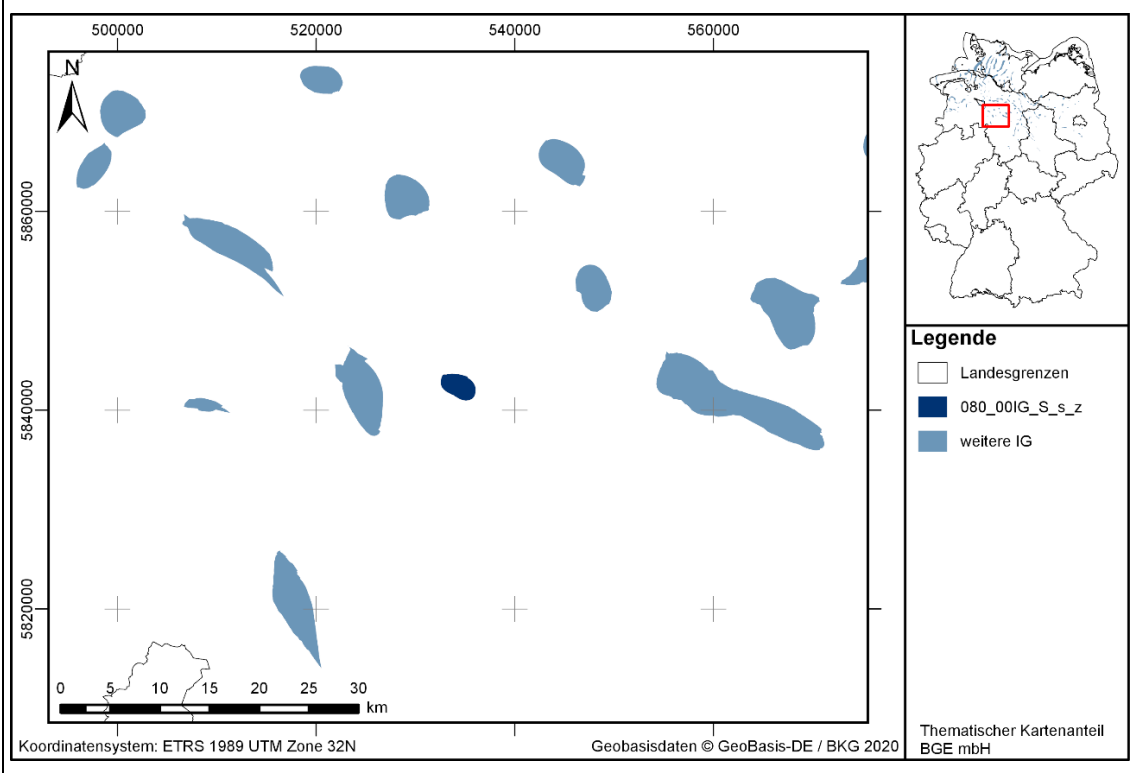 500000 520000 540000 560000
N
5860000
5840000
5820000
0 5 10 15 20 25 30
km
Koordinatensystem: ETRS 1989 UTM Zone 32N
Geobasisdaten © GeoBasis-DE / BKG 2020
Legende
Landesgrenzen
080_00IG_S_s_z
weitere IG
Thematischer Kartenanteil
BGE mbH